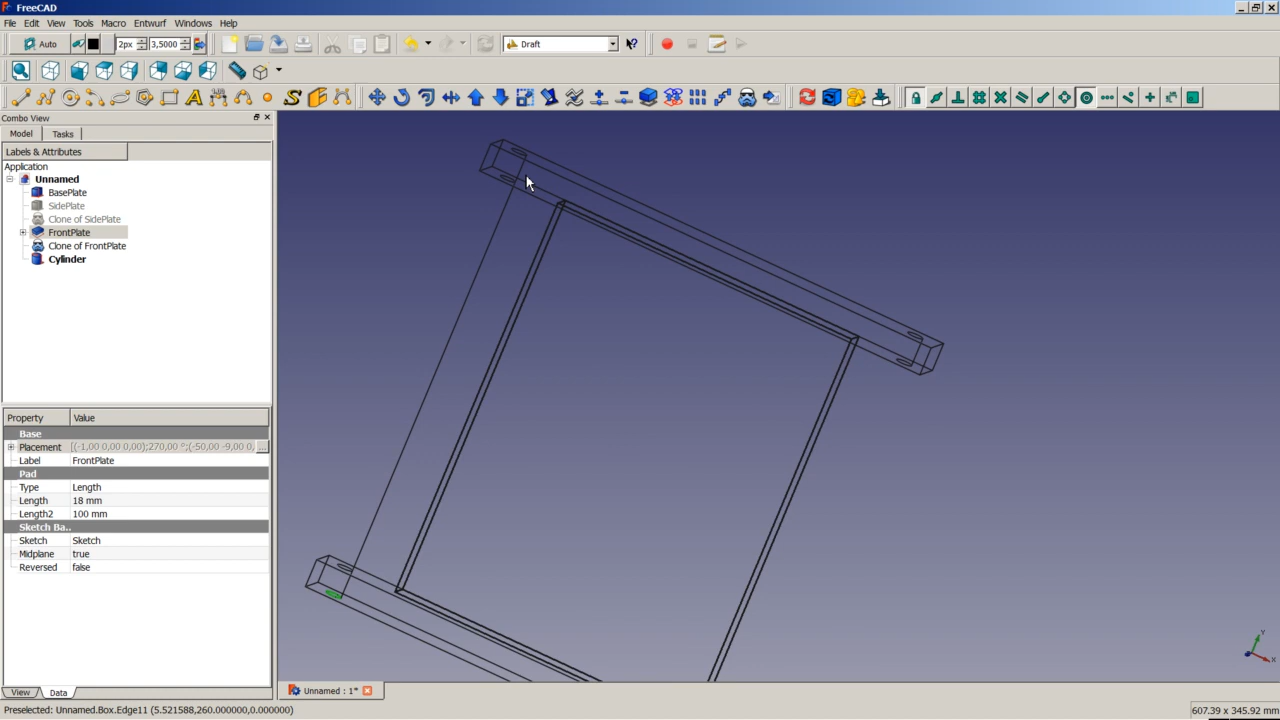 FreeCAD
File Edit View Tools Macro Entwurf Windows Help
Auto 2px 3,5000 Draft
Combo View
Model Tasks
Labels & Attributes
Application
Unnamed
BasePlate
SidePlate
Clone of SidePlate
FrontPlate
Clone of FrontPlate
Cylinder
Property Value
Base
Placement [(-1,00 0,00 0,00);270,00 °;(-50,00 -9,00 0, ...
Label FrontPlate
Pad
Type Length
Length 18 mm
Length2 100 mm
Sketch Ba..
Sketch Sketch
Midplane true
Reversed false
Y
X
View Data
Unnamed : 1*
Preselected: Unnamed.Box.Edge11 (5.521588,260.000000,0.000000)
607.39 x 345.92 mm